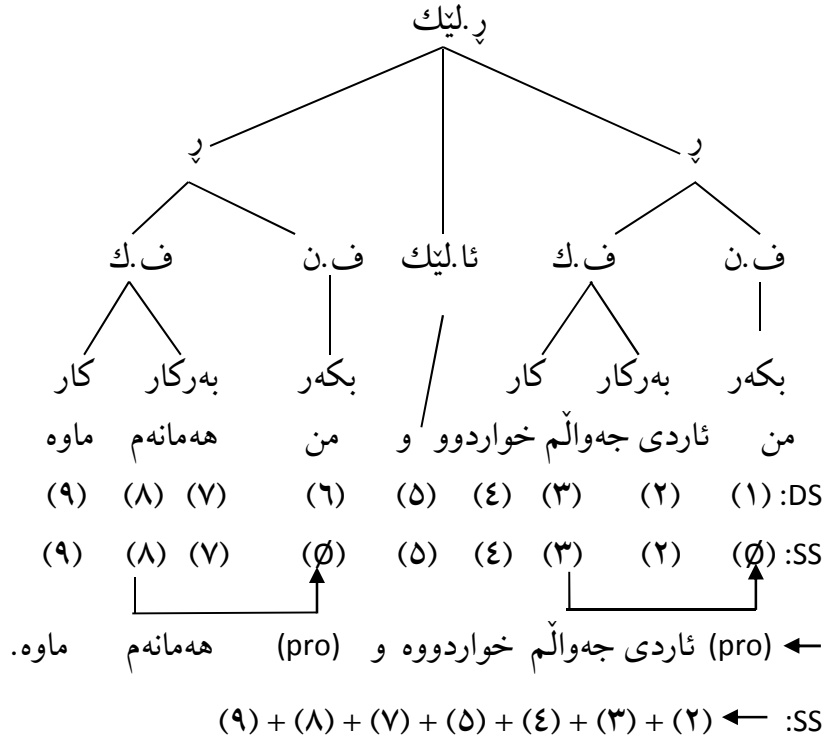 ڕ.لێك
ڕ ڕ
ف.ن ف.ك ئا.لێك ف.ن ف.ك
بكەر بەركار كار بكەر بەركار كار
من ئاردی جەواڵم خواردوو و من هەمانەم ماوە
DS: (١) (٢) (٣) (٤) (٥) (٦) (٧) (٨) (٩)
SS: (Ø) (٢) (٣) (٤) (٥) (Ø) (٧) (٨) (٩)
← (pro) ئاردی جەواڵم خواردووە و (pro) هەمانەم ماوە.
SS: ← (٢) + (٣) + (٤) + (٥) + (٧) + (٨) + (٩)